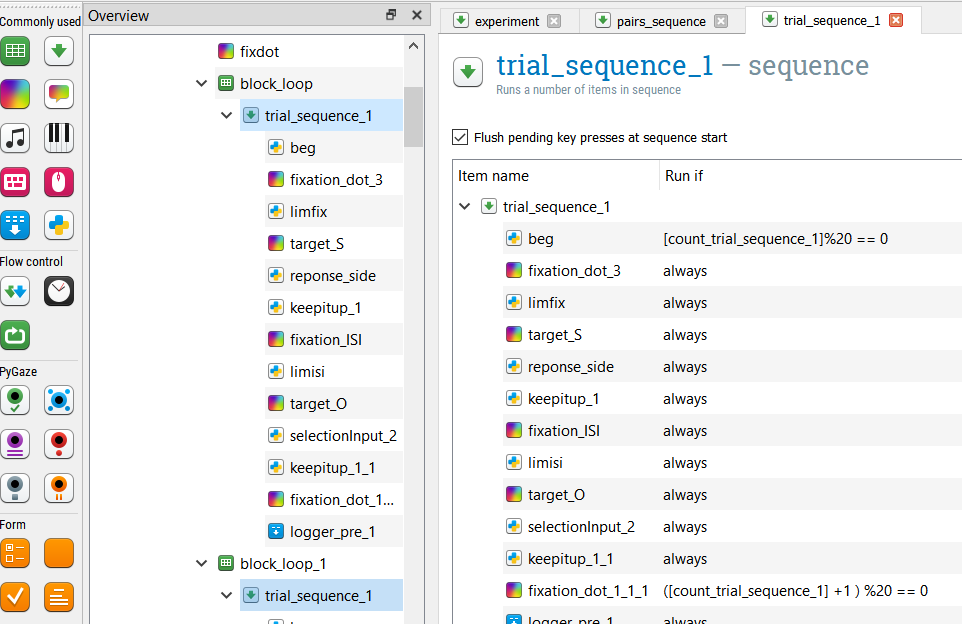 Commonly used
Flow control
PyGaze
Form
Overview
fixdot
block_loop
trial_sequence_1
beg
fixation_dot_3
limfix
target_S
reponse_side
keepitup_1
fixation_ISI
limisi
target_O
selectionInput_2
keepitup_1_1
fixation_dot_1...
logger_pre_1
block_loop_1
trial_sequence_1
experiment
pairs_sequence
trial_sequence_1
trial_sequence_1 – sequence
Runs a number of items in sequence
Flush pending key presses at sequence start
Item name Run if
trial_sequence_1
beg [count_trial_sequence_1]%20 == 0
fixation_dot_3 always
limfix always
target_S always
reponse_side always
keepitup_1 always
fixation_ISI always
limisi always
target_O always
selectionInput_2 always
keepitup_1_1 always
fixation_dot_1_1_1 ([count_trial_sequence_1] +1 ) %20 == 0
logger_pre_1 always